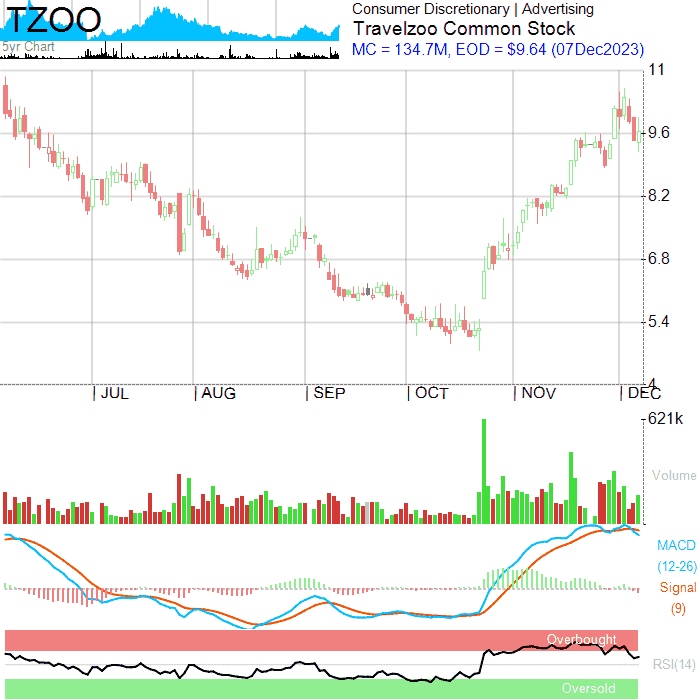 TZOO
5yr Chart
Consumer Discretionary | Advertising
Travelzoo Common Stock
MC = 134.7M, EOD = $9.64 (07Dec2023)
11
9.6
8.2
6.8
5.4
4
JUL AUG SEP OCT NOV DEC
621k
Volume
MACD
(12-26)
Signal
(9)
Overbought
RSI(14)
Oversold